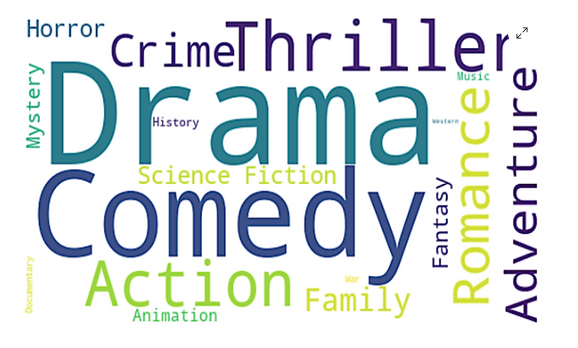 Horror
Crime
Thriller
Music
Mystery
Drama
History
Western
Science Fiction
Comedy
Fantasy
Romance
Adventure
Action
Documentary
War
Family
Animation